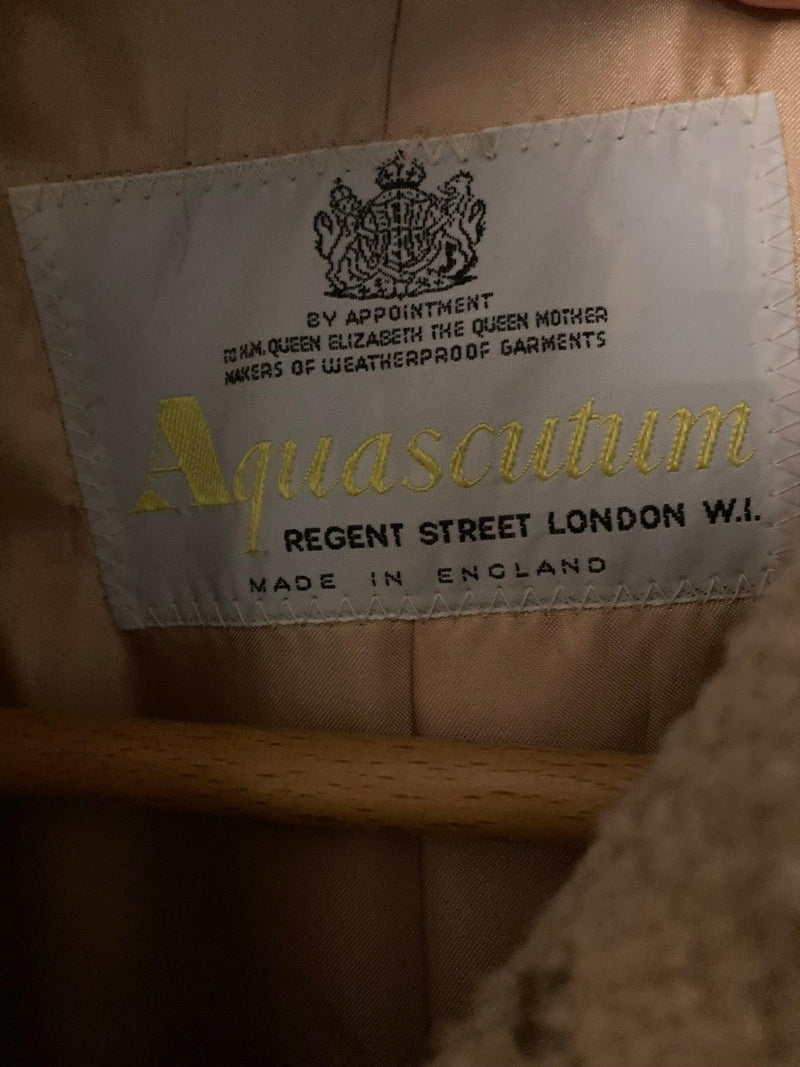 BY APPOINTMENT
TO H.M. QUEEN ELIZABETH THE QUEEN MOTHER
MAKERS OF WEATHERPROOF GARMENTS
Aquascutum
REGENT STREET LONDON W.I.
MADE IN ENGLAND